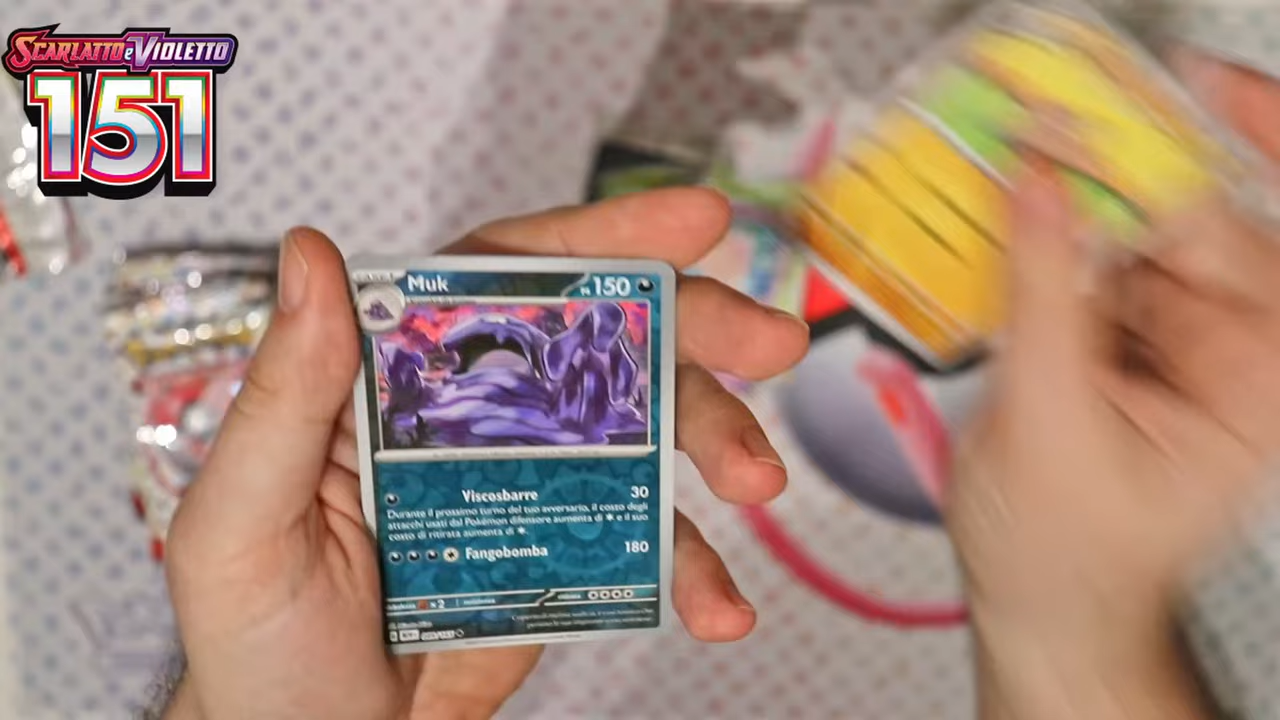 SCARLATTO e VIOLETTO
151
Muk
150
Viscosbarre 30
Durante il prossimo turno del tuo avversario, il costo degli
attacchi usati dal Pokémon difensore aumenta di e il suo
costo di ritirata aumenta di .
Fangobomba 180
x2